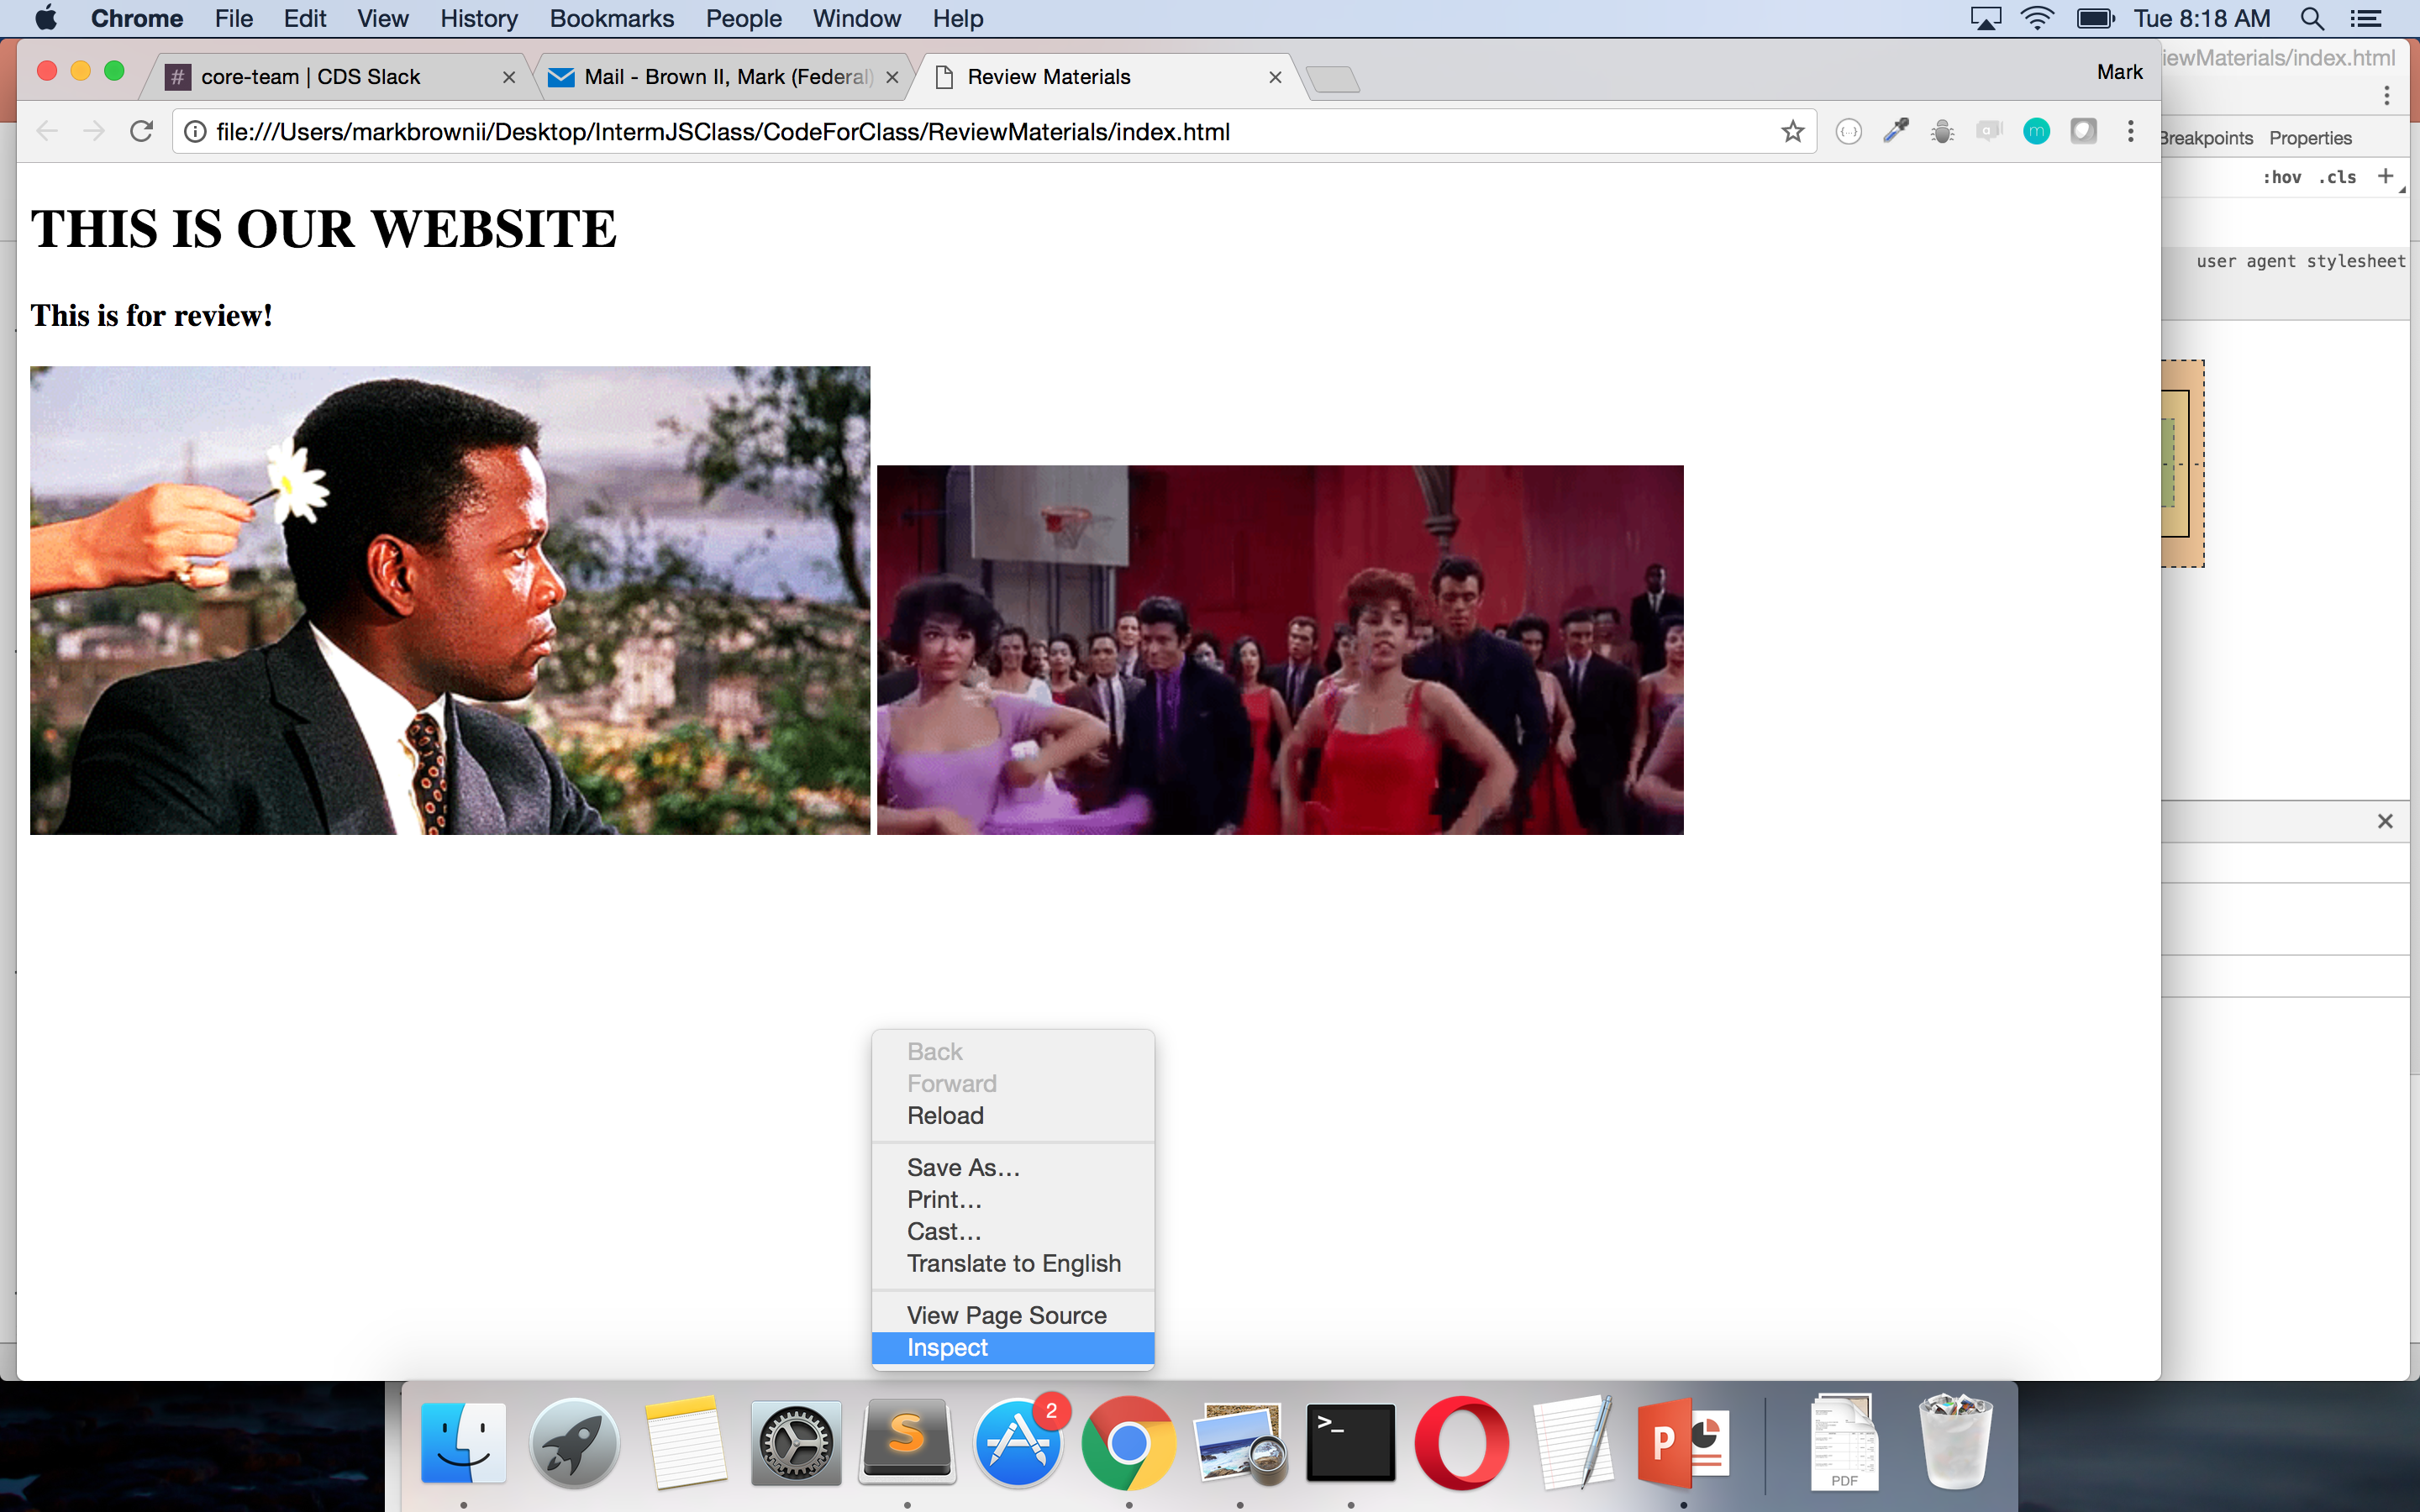 Chrome File Edit View History Bookmarks People Window Help Tue 8:18 AM
iewMaterials/index.html
# core-team | CDS Slack Mail - Brown II, Mark (Federal) Review Materials Mark
file:///Users/markbrownii/Desktop/IntermJSClass/CodeForClass/ReviewMaterials/index.html {...} a m
Breakpoints Properties
:hov .cls +
THIS IS OUR WEBSITE
user agent stylesheet
This is for review!
Back
Forward
Reload
Save As...
Print...
Cast...
Translate to English
View Page Source
Inspect
S 2 >_ P PDF